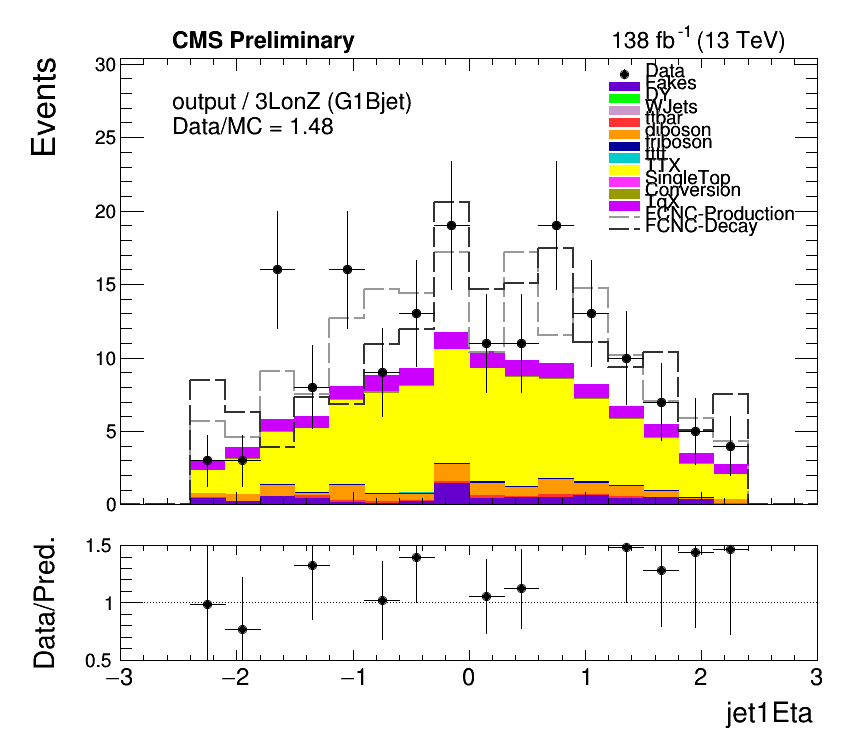 CMS Preliminary
138 fb⁻¹ (13 TeV)
Events
output / 3LonZ (G1Bjet)
Data/MC = 1.48
Data
Fakes
DY
WJets
ttbar
diboson
triboson
tttt
TTX
SingleTop
Conversion
TqX
FCNC-Production
FCNC-Decay
30
25
20
15
10
5
0
Data/Pred.
1.5
1
0.5
−3
−2
−1
0
1
2
3
jet1Eta